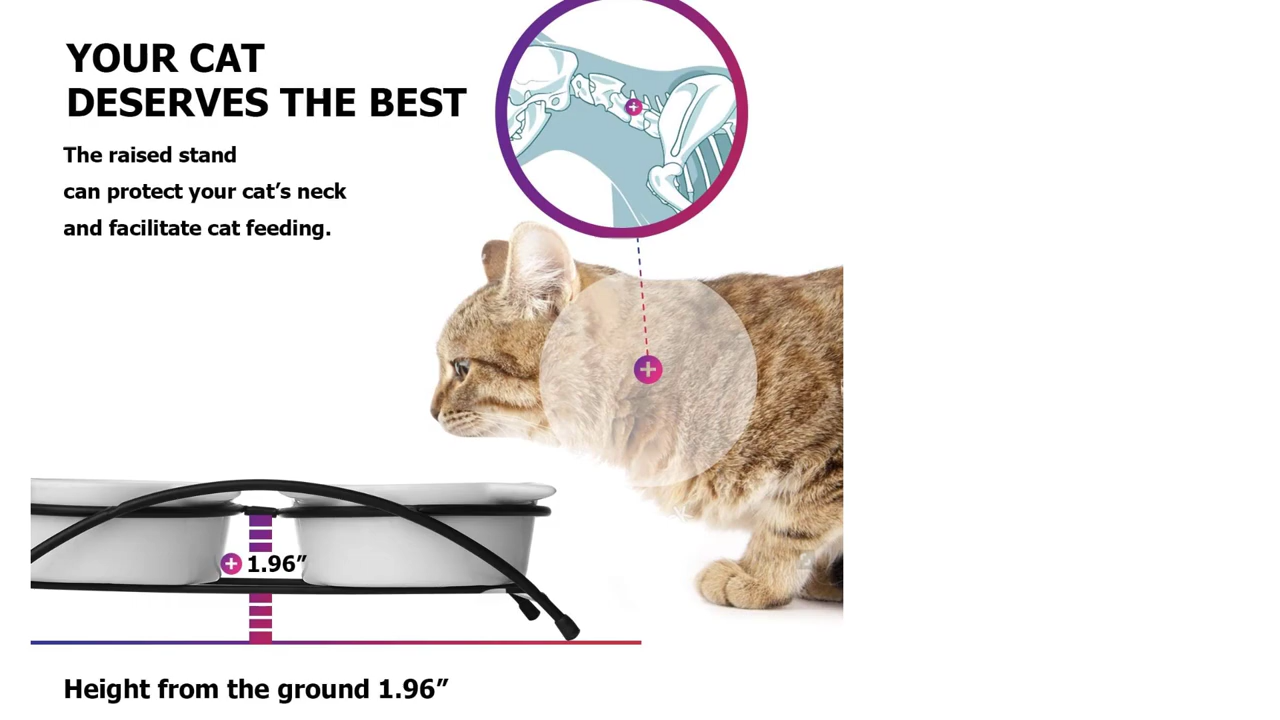 YOUR CAT
DESERVES THE BEST
The raised stand
can protect your cat’s neck
and facilitate cat feeding.
1.96”
Height from the ground 1.96”